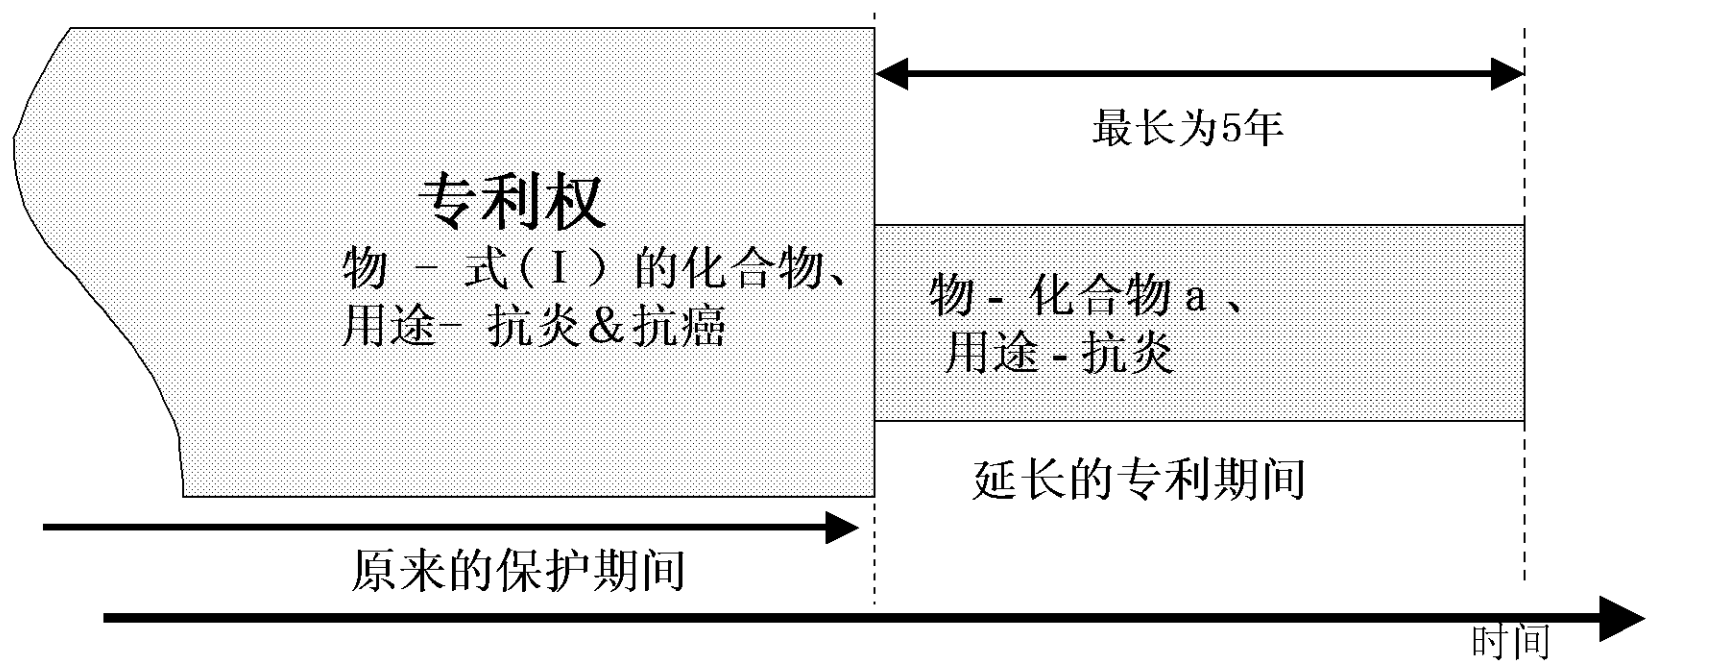 最长为5年
专利权
物 - 式(I) 的化合物、
用途- 抗炎&抗癌
物 - 化合物a 、
用途 - 抗炎
延长的专利期间
原来的保护期间
时间